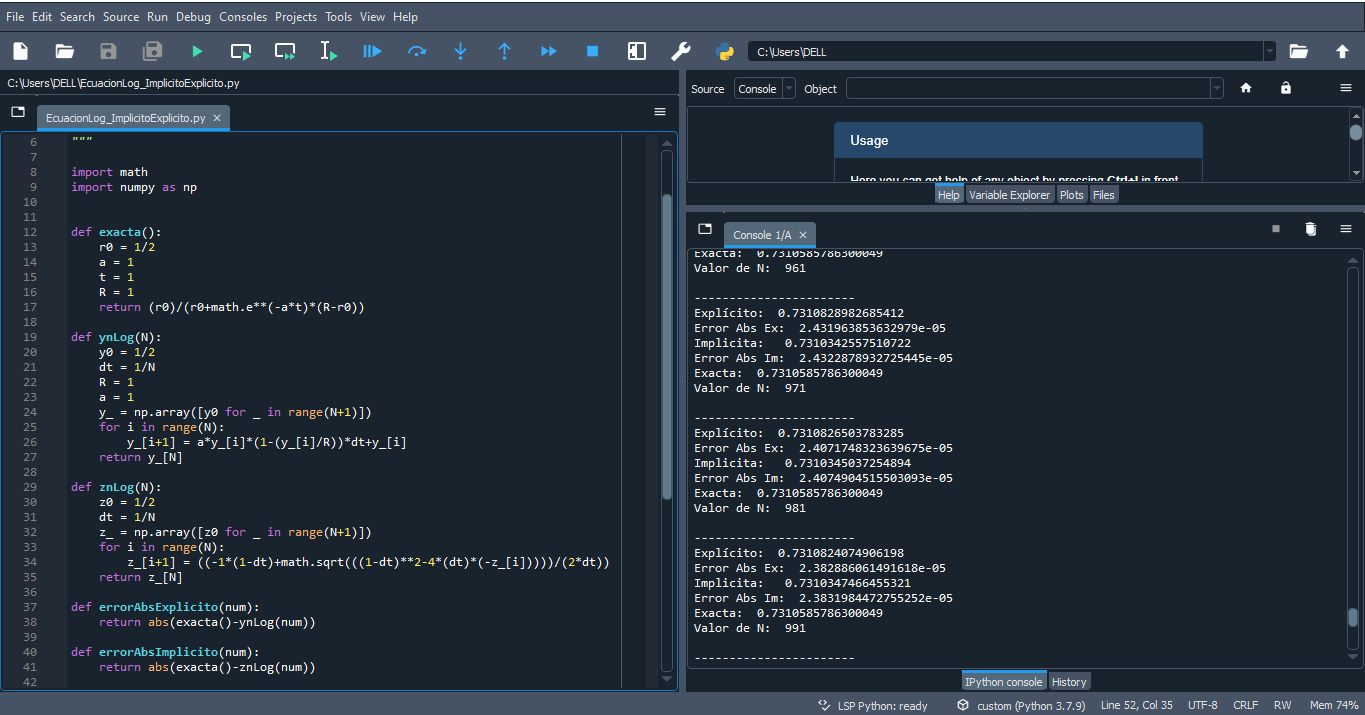 File Edit Search Source Run Debug Consoles Projects Tools View Help
C:\Users\DELL
C:\Users\DELL\EcuacionLog_ImplicitoExplicito.py
EcuacionLog_ImplicitoExplicito.py
6 """
7
8 import math
9 import numpy as np
10
11
12 def exacta():
13 r0 = 1/2
14 a = 1
15 t = 1
16 R = 1
17 return (r0)/(r0+math.e**(-a*t)*(R-r0))
18
19 def ynLog(N):
20 y0 = 1/2
21 dt = 1/N
22 R = 1
23 a = 1
24 y_ = np.array([y0 for _ in range(N+1)])
25 for i in range(N):
26 y_[i+1] = a*y_[i]*(1-(y_[i]/R))*dt+y_[i]
27 return y_[N]
28
29 def znLog(N):
30 z0 = 1/2
31 dt = 1/N
32 z_ = np.array([z0 for _ in range(N+1)])
33 for i in range(N):
34 z_[i+1] = ((-1*(1-dt)+math.sqrt(((1-dt)**2-4*(dt)*(-z_[i]))))/(2*dt))
35 return z_[N]
36
37 def errorAbsExplicito(num):
38 return abs(exacta()-ynLog(num))
39
40 def errorAbsImplicito(num):
41 return abs(exacta()-znLog(num))
42
Source Console Object
Usage
Here you can get help of any object by pressing Ctrl+I in front
Help Variable Explorer Plots Files
Console 1/A
Exacta: 0.7310585786300049
Valor de N: 961
-----------------------
Explícito: 0.7310828982685412
Error Abs Ex: 2.431963853632979e-05
Implicita: 0.7310342557510722
Error Abs Im: 2.4322878932725445e-05
Exacta: 0.7310585786300049
Valor de N: 971
-----------------------
Explícito: 0.7310826503783285
Error Abs Ex: 2.4071748323639675e-05
Implicita: 0.7310345037254894
Error Abs Im: 2.4074904515503093e-05
Exacta: 0.7310585786300049
Valor de N: 981
-----------------------
Explícito: 0.7310824074906198
Error Abs Ex: 2.382886061491618e-05
Implicita: 0.7310347466455321
Error Abs Im: 2.3831984472755252e-05
Exacta: 0.7310585786300049
Valor de N: 991
-----------------------
IPython console History
LSP Python: ready custom (Python 3.7.9) Line 52, Col 35 UTF-8 CRLF RW Mem 74%